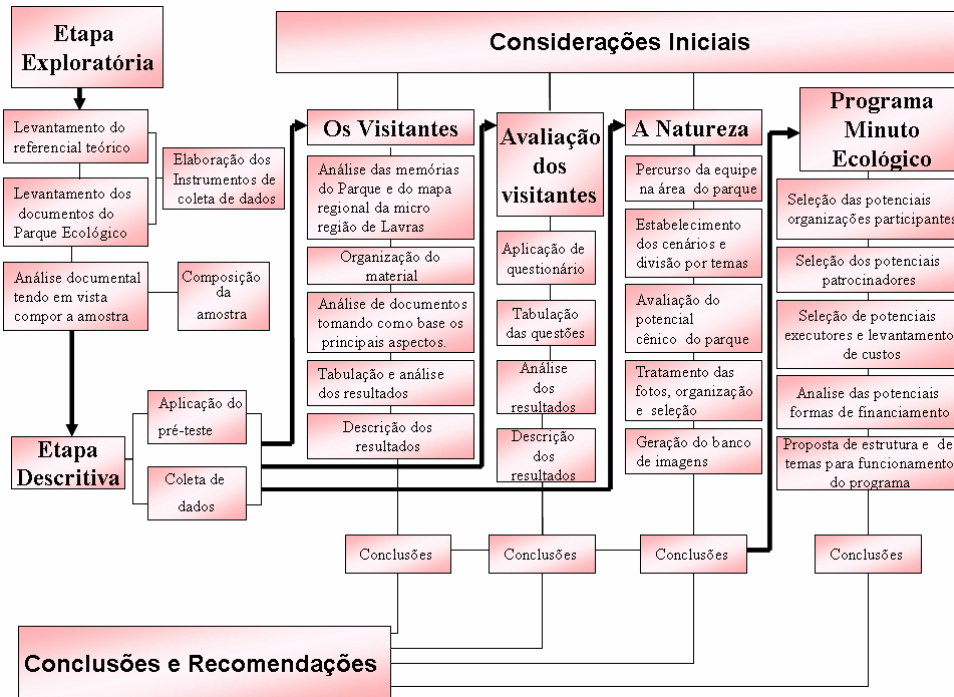 Etapa
Exploratória
Levantamento do
referencial teórico
Levantamento dos
documentos do
Parque Ecológico
Elaboração dos
Instrumentos de
coleta de dados
Análise documental
tendo em vista
compor a amostra
Composição
da
amostra
Etapa
Descritiva
Aplicação do
pré-teste
Coleta de
dados
Considerações Iniciais
Os Visitantes
Análise das memórias
do Parque e do mapa
regional da micro
região de Lavras
Organização do
material
Análise de documentos
tomando como base os
principais aspectos.
Tabulação e análise
dos resultados
Descrição dos
resultados
Conclusões
Avaliação
dos
visitantes
Aplicação de
questionário
Tabulação
das questões
Análise
dos
resultados
Descrição
dos
resultados
Conclusões
A Natureza
Percurso da equipe
na área do parque
Estabelecimento
dos cenários e
divisão por temas
Avaliação do
potencial
cênico do parque
Tratamento das
fotos, organização
e seleção
Geração do banco
de imagens
Conclusões
Programa
Minuto
Ecológico
Seleção das potenciais
organizações participantes
Seleção dos potenciais
patrocinadores
Seleção de potenciais
executores e levantamento
de custos
Analise das potenciais
formas de financiamento
Proposta de estrutura e de
temas para funcionamento
do programa
Conclusões
Conclusões e Recomendações